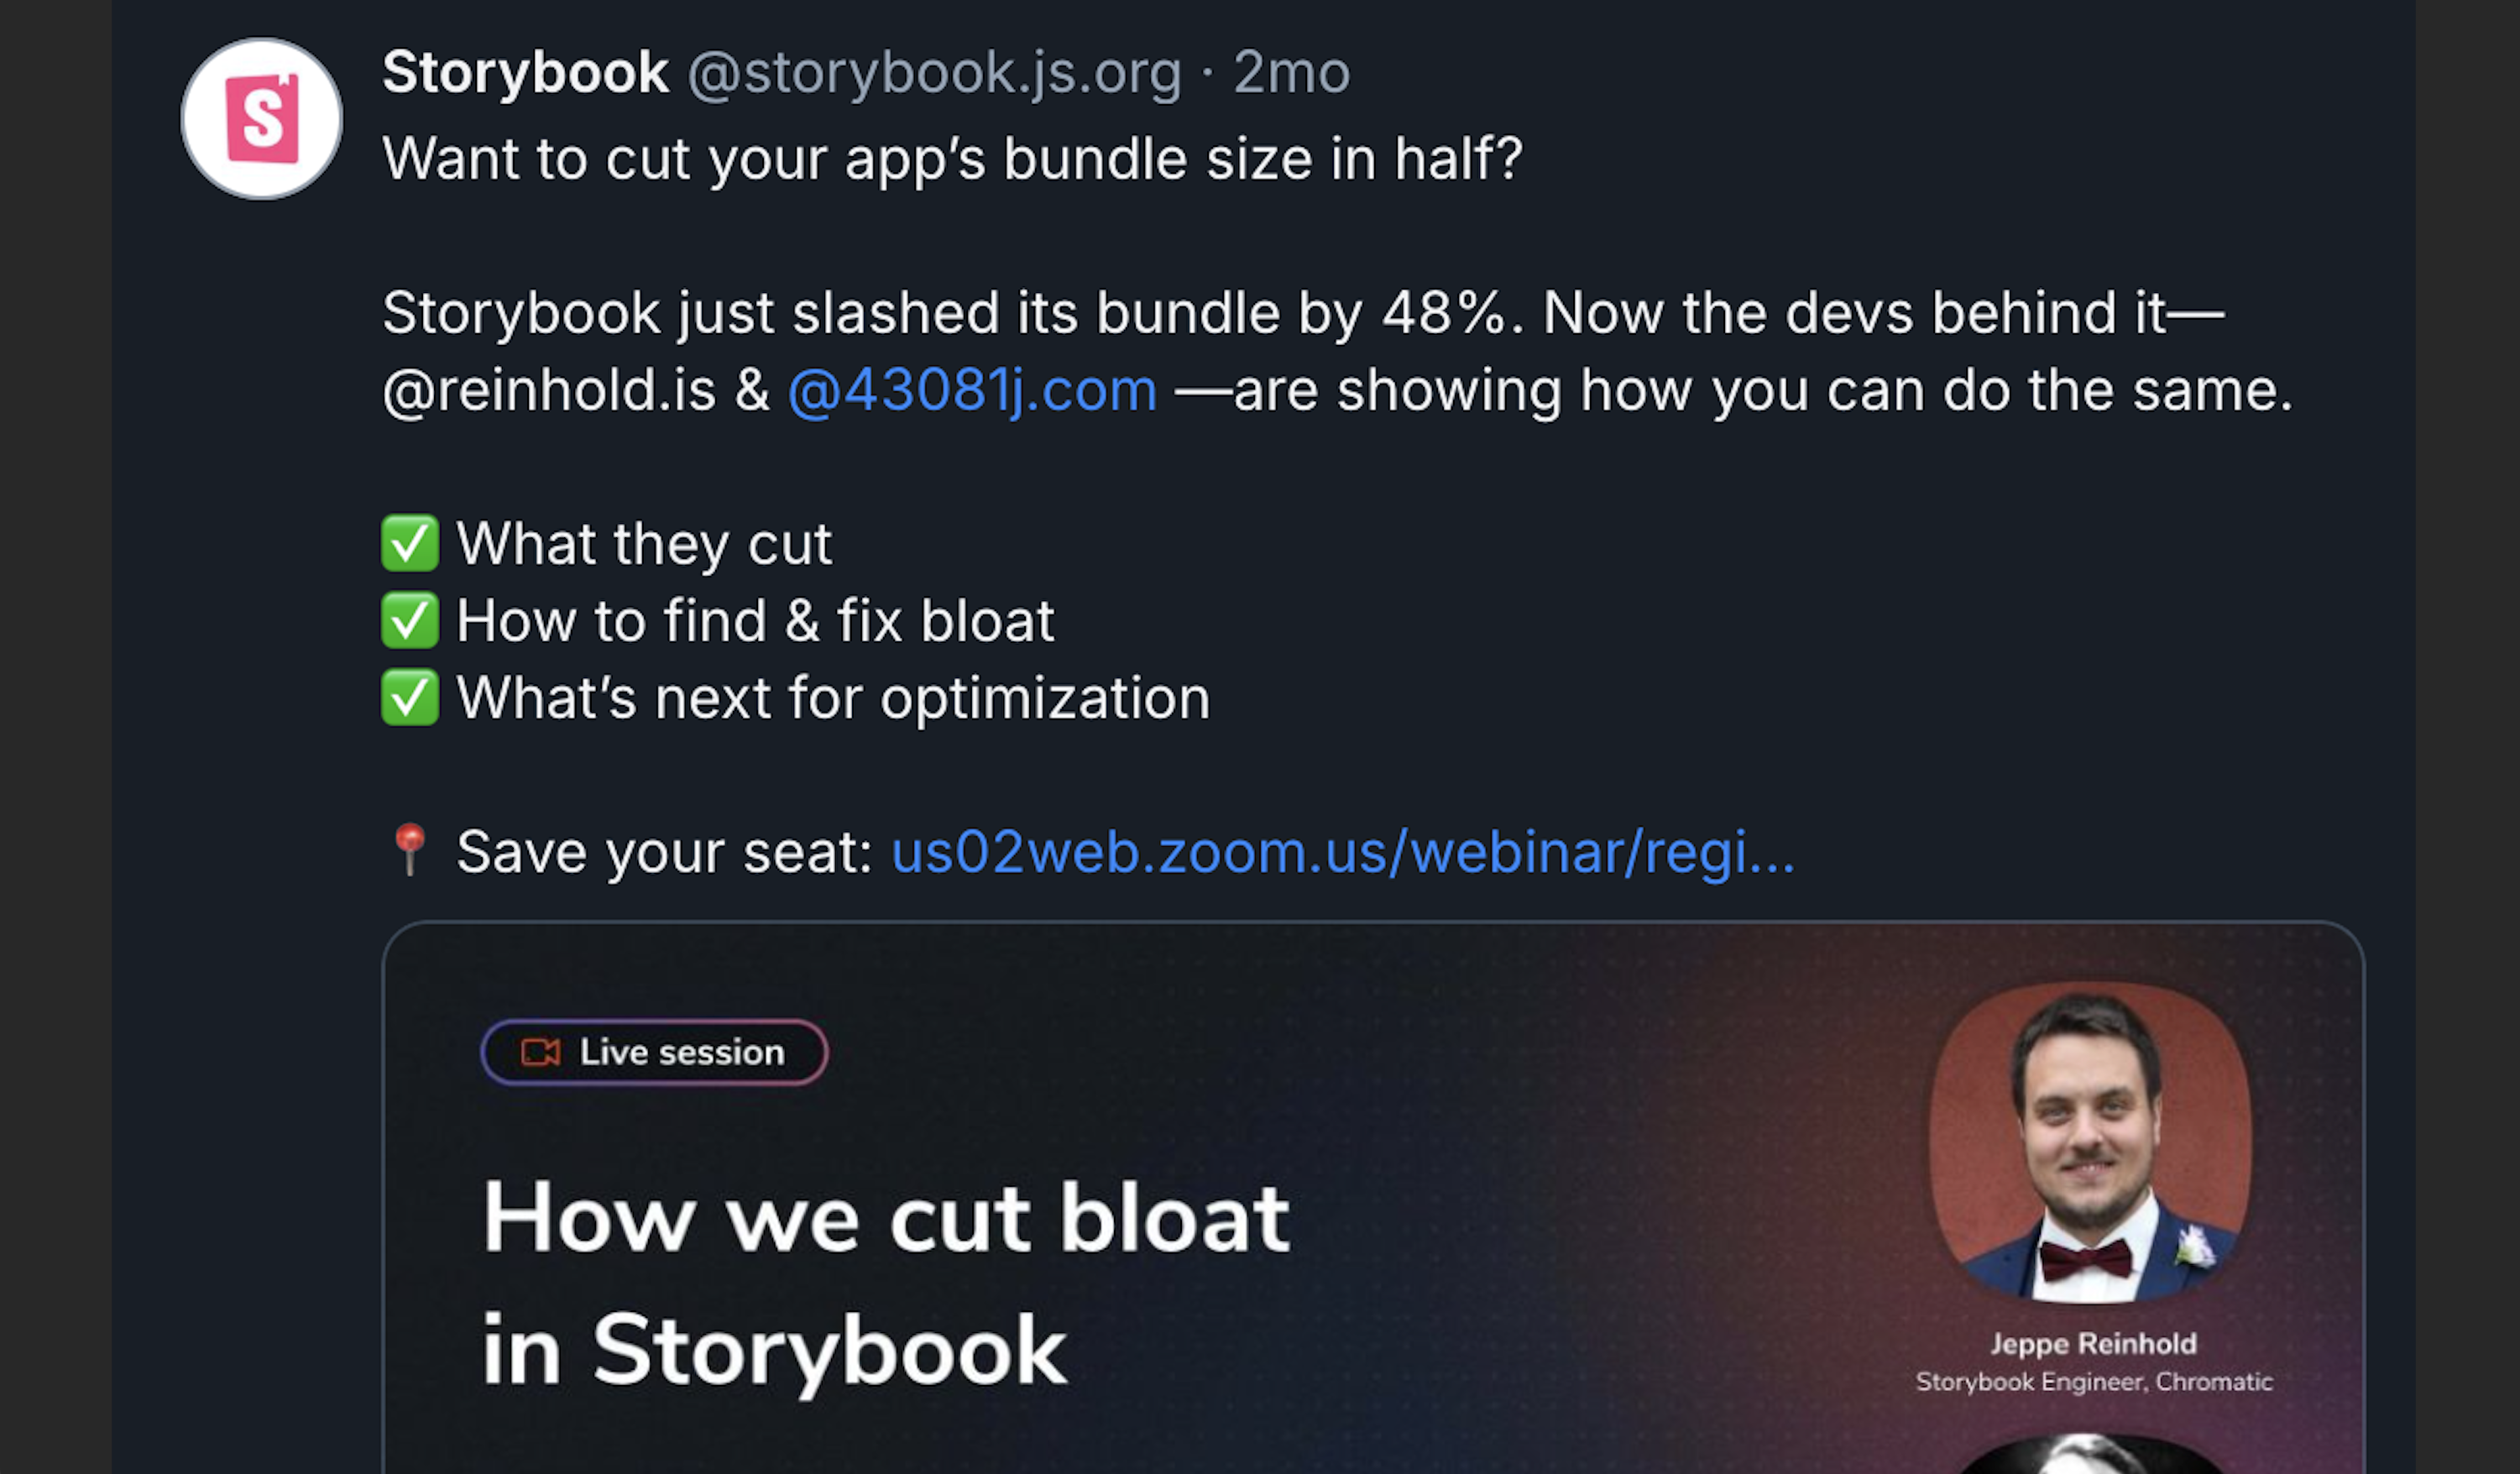 Storybook @storybook.js.org · 2mo
Want to cut your app’s bundle size in half?
Storybook just slashed its bundle by 48%. Now the devs behind it—
@reinhold.is & @43081j.com —are showing how you can do the same.
✅ What they cut
✅ How to find & fix bloat
✅ What’s next for optimization
📍 Save your seat: us02web.zoom.us/webinar/regi...
Live session
How we cut bloat
in Storybook
Jeppe Reinhold
Storybook Engineer, Chromatic